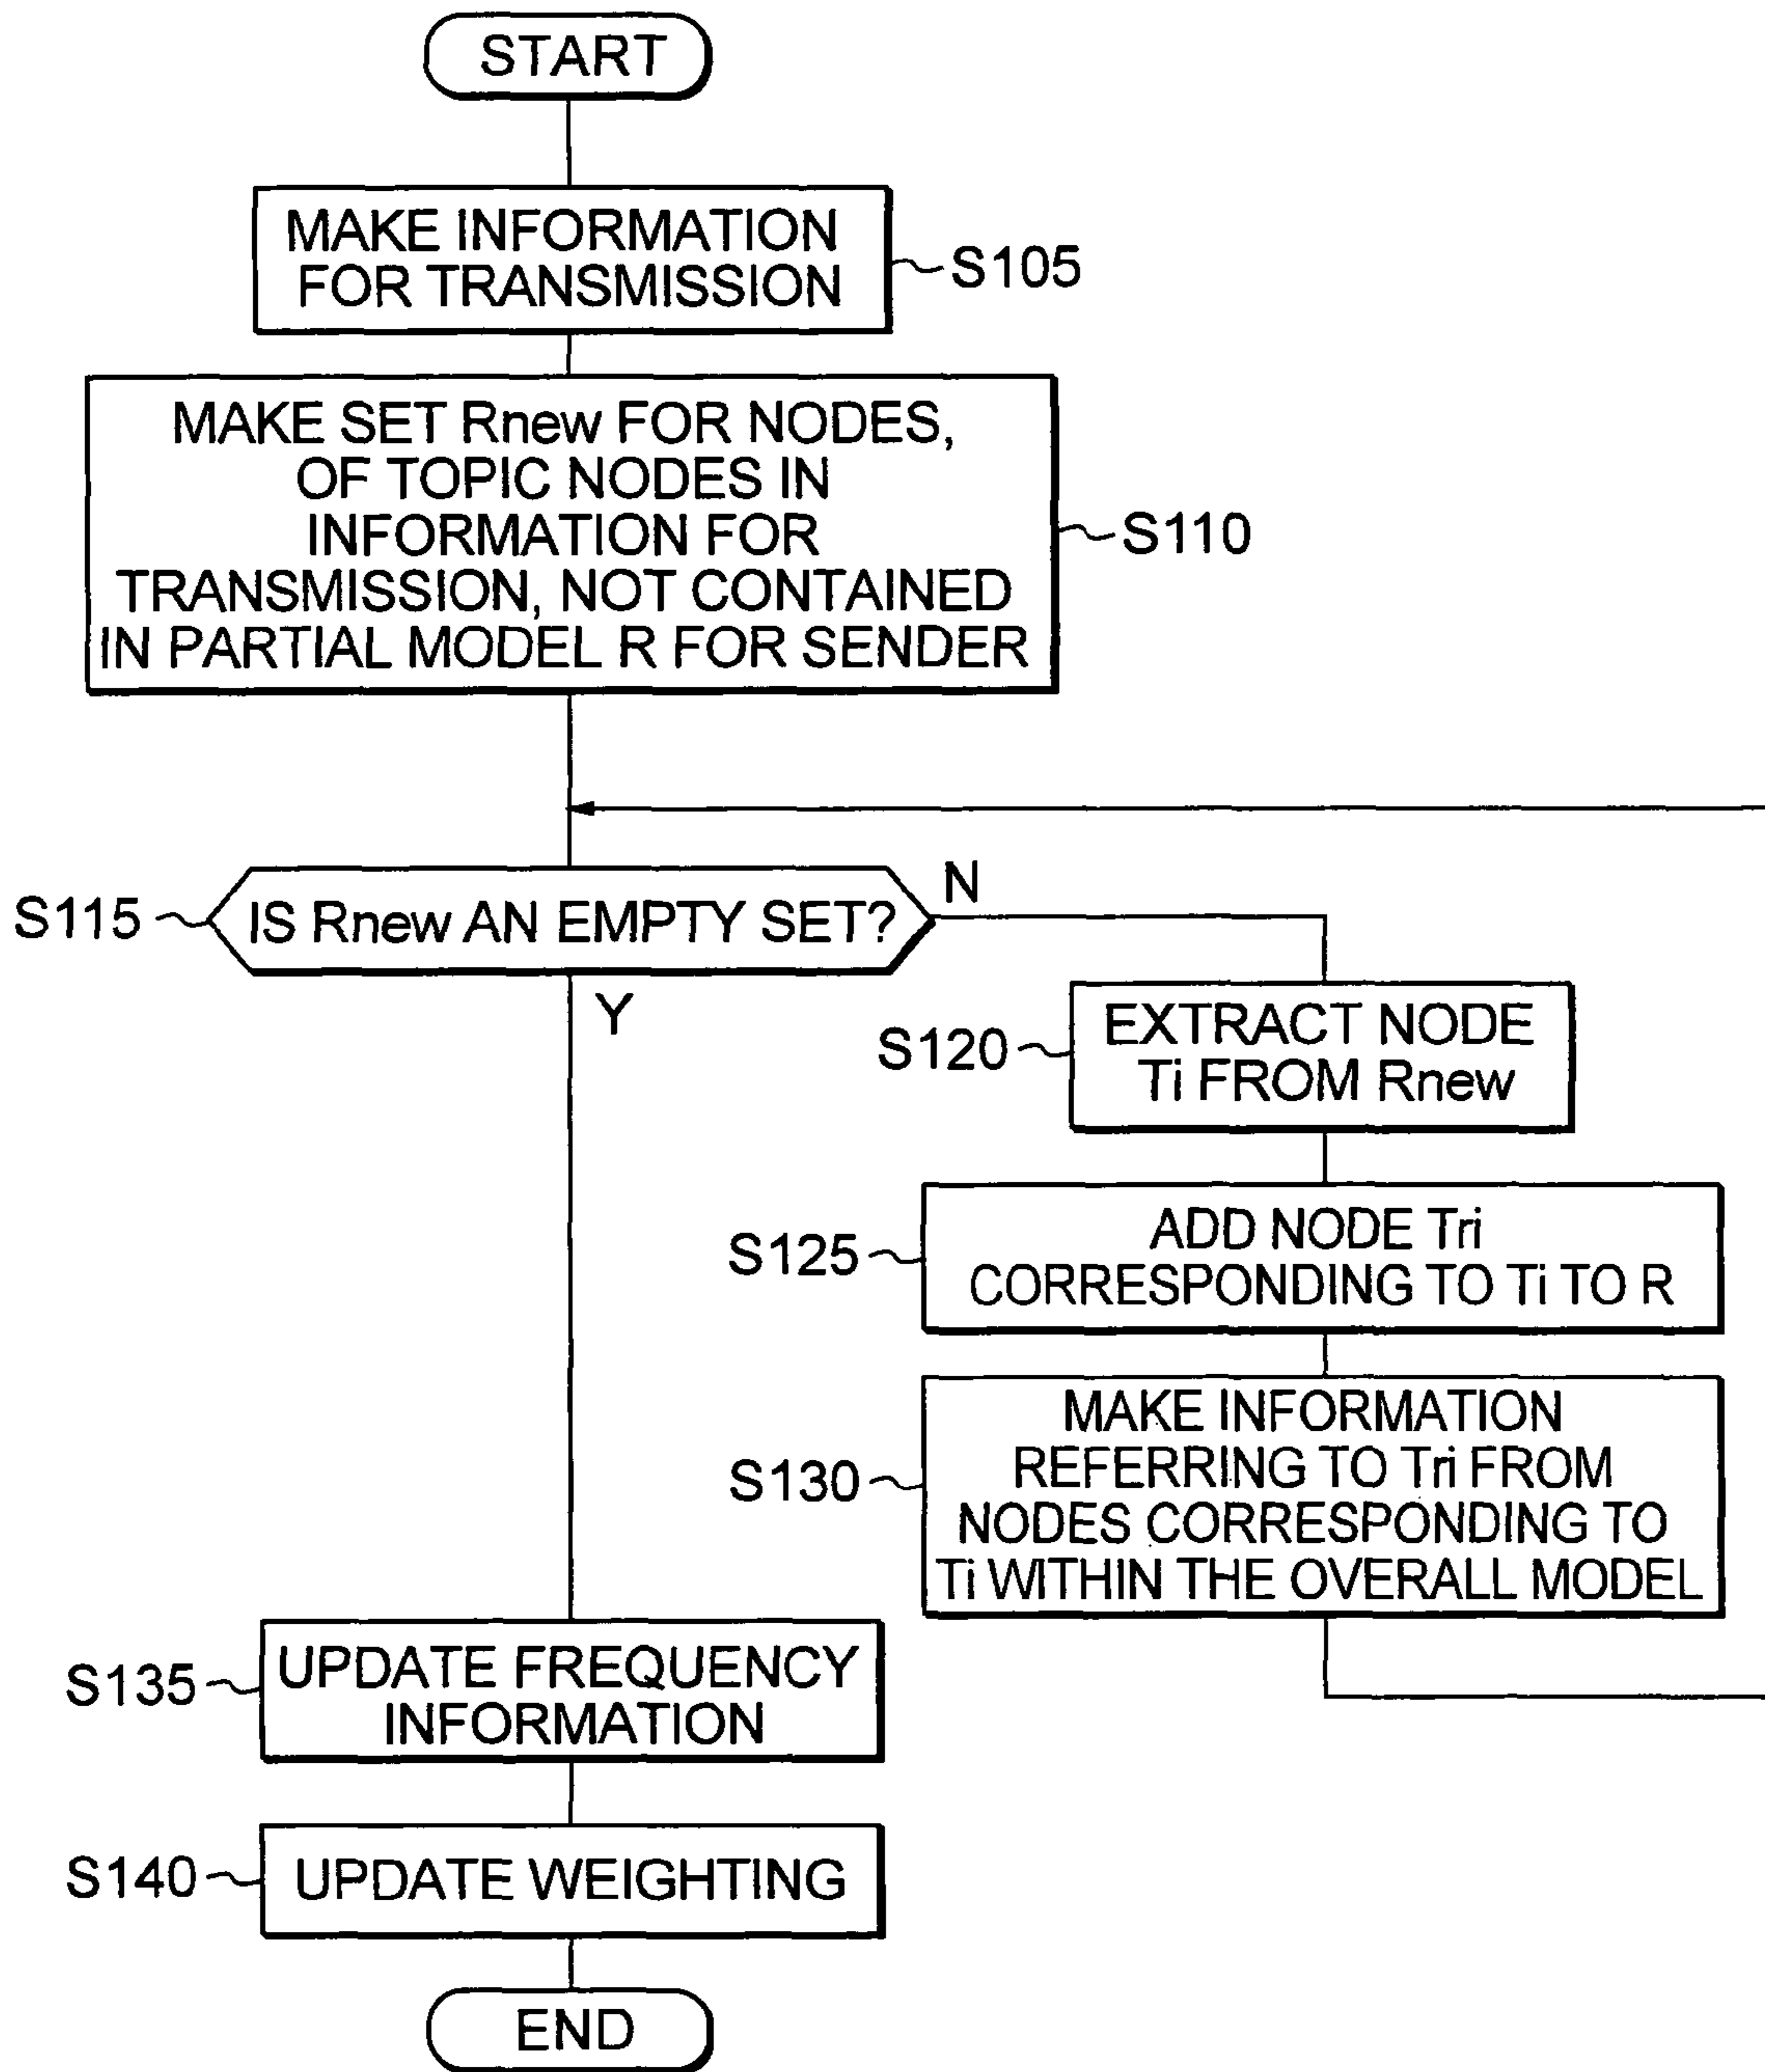 START
MAKE INFORMATION
FOR TRANSMISSION
S105
MAKE SET Rnew FOR NODES,
OF TOPIC NODES IN
INFORMATION FOR
TRANSMISSION, NOT CONTAINED
IN PARTIAL MODEL R FOR SENDER
S110
S115
IS Rnew AN EMPTY SET?
N
Y
S120
EXTRACT NODE
Ti FROM Rnew
S125
ADD NODE Tri
CORRESPONDING TO Ti TO R
S130
MAKE INFORMATION
REFERRING TO Tri FROM
NODES CORRESPONDING TO
Ti WITHIN THE OVERALL MODEL
S135
UPDATE FREQUENCY
INFORMATION
S140
UPDATE WEIGHTING
END